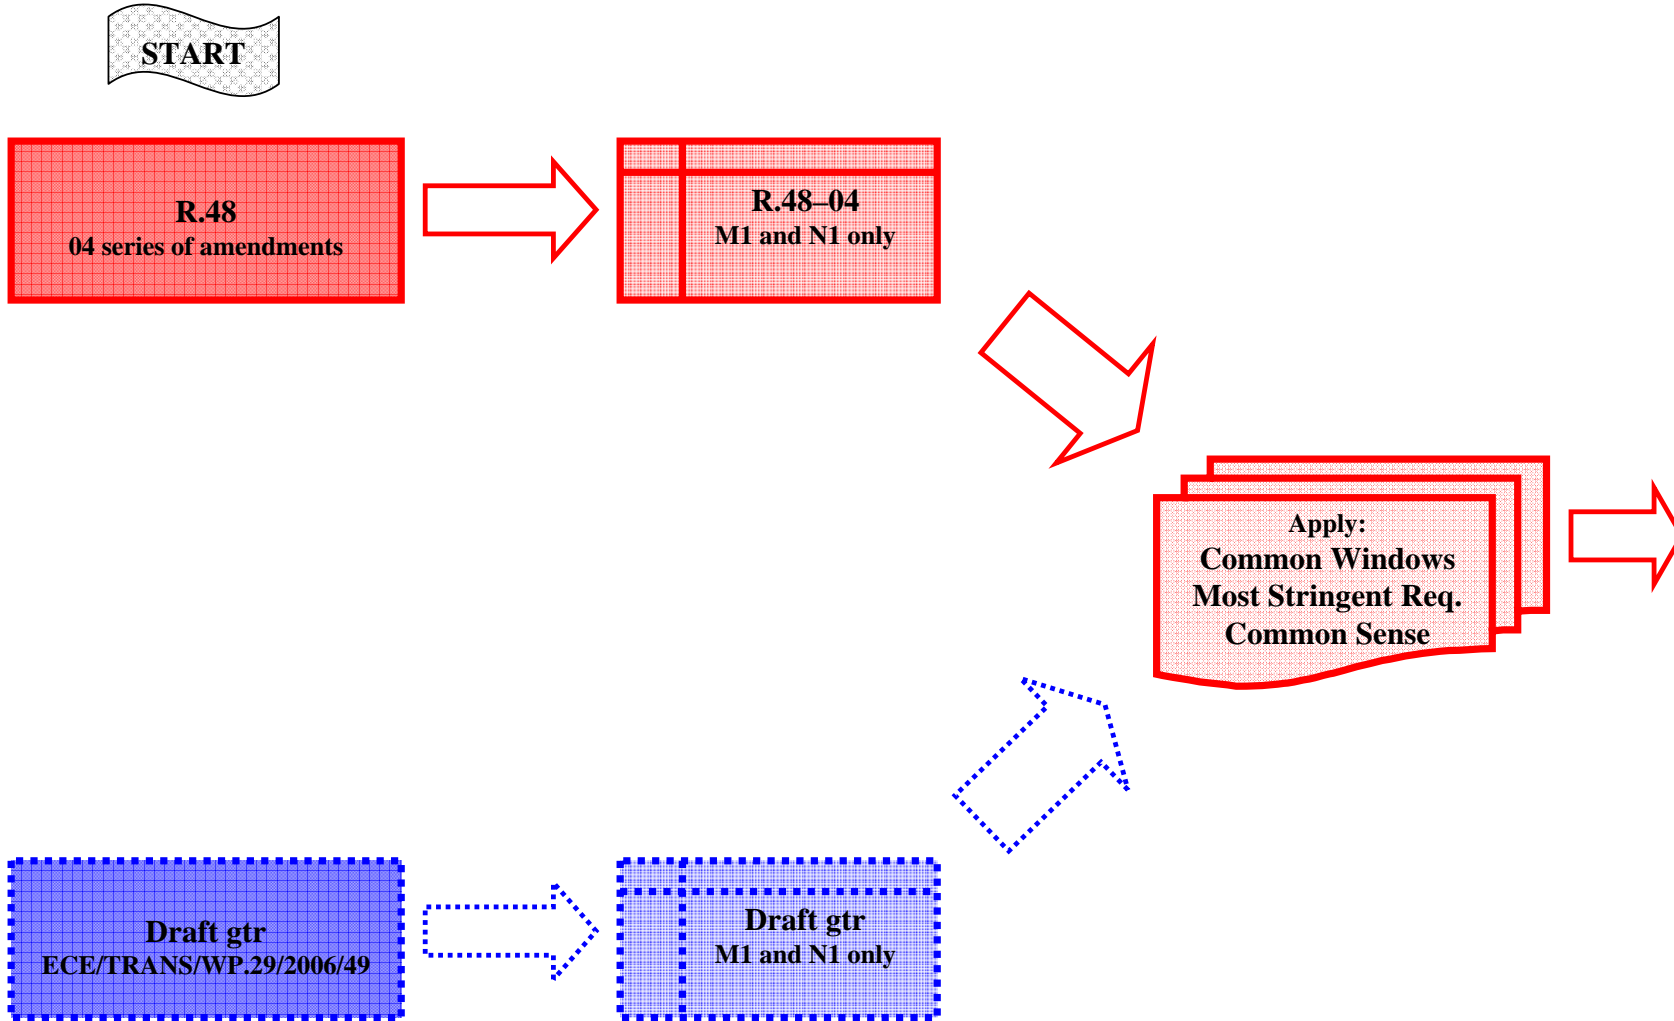 START
R.48
04 series of amendments
R.48–04
M1 and N1 only
Apply:
Common Windows
Most Stringent Req.
Common Sense
Draft gtr
ECE/TRANS/WP.29/2006/49
Draft gtr
M1 and N1 only